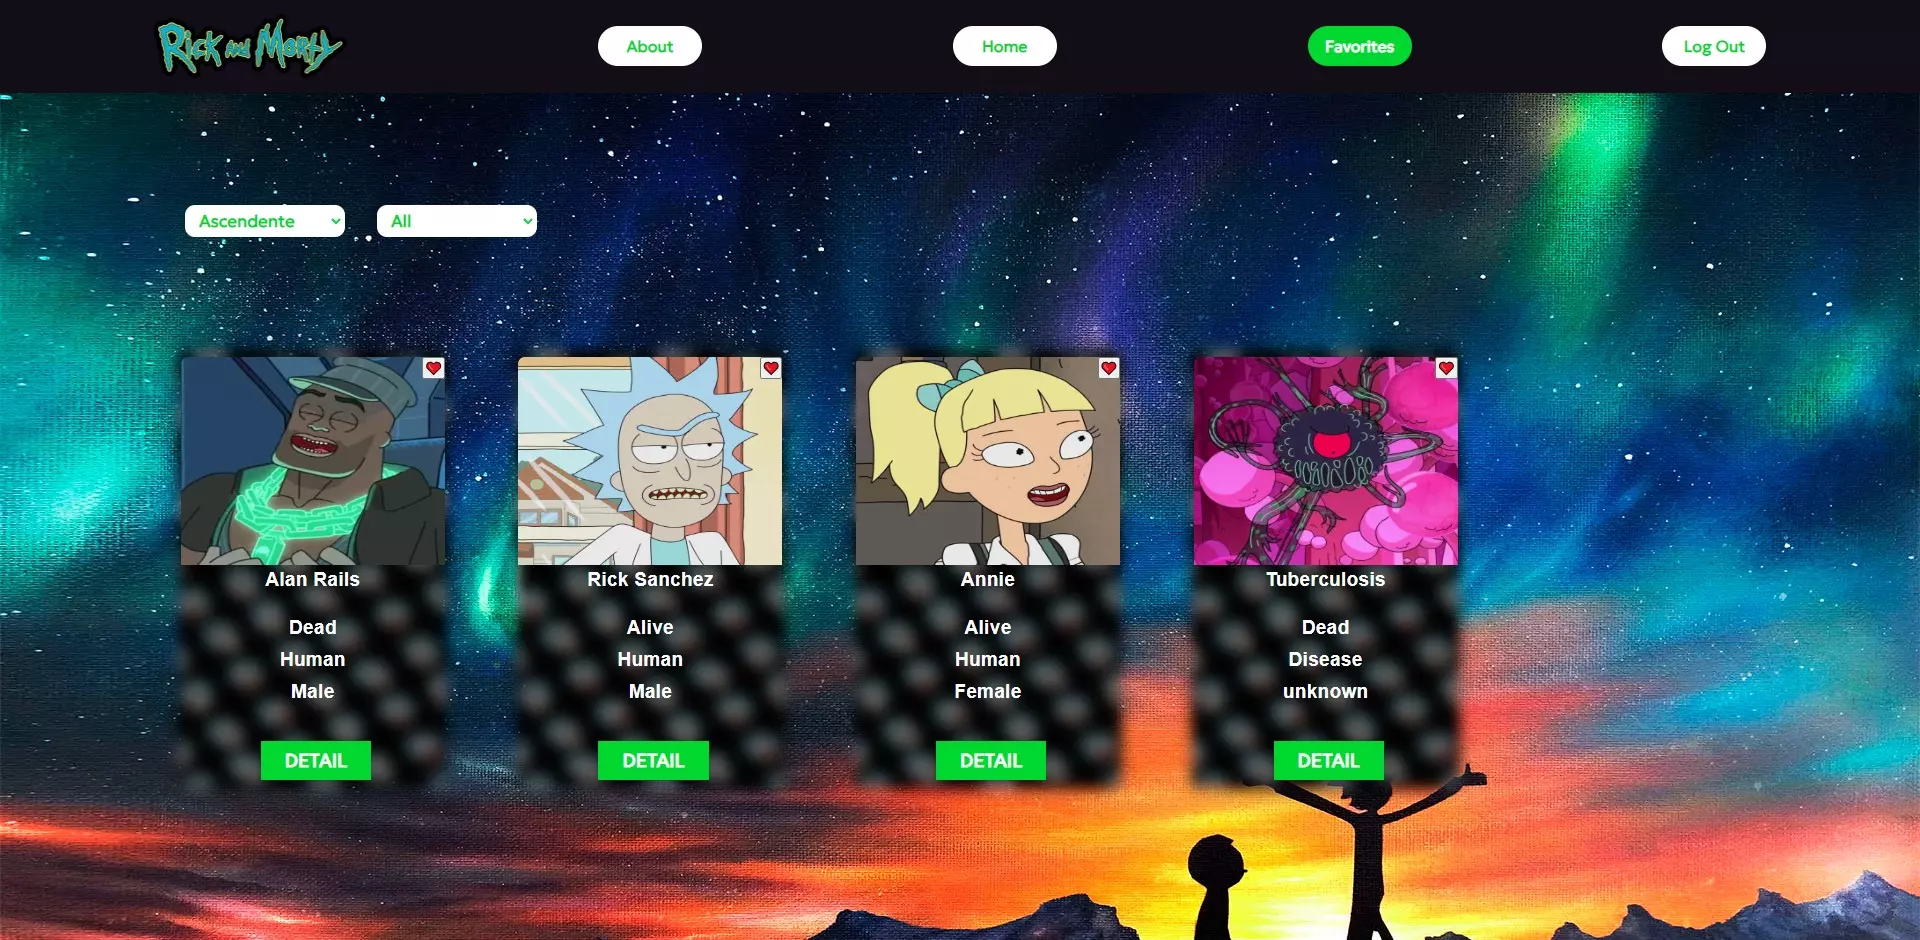 Rick and Morty
About
Home
Favorites
Log Out
Ascendente
All
Alan Rails
Dead
Human
Male
DETAIL
Rick Sanchez
Alive
Human
Male
DETAIL
Annie
Alive
Human
Female
DETAIL
Tuberculosis
Dead
Disease
unknown
DETAIL